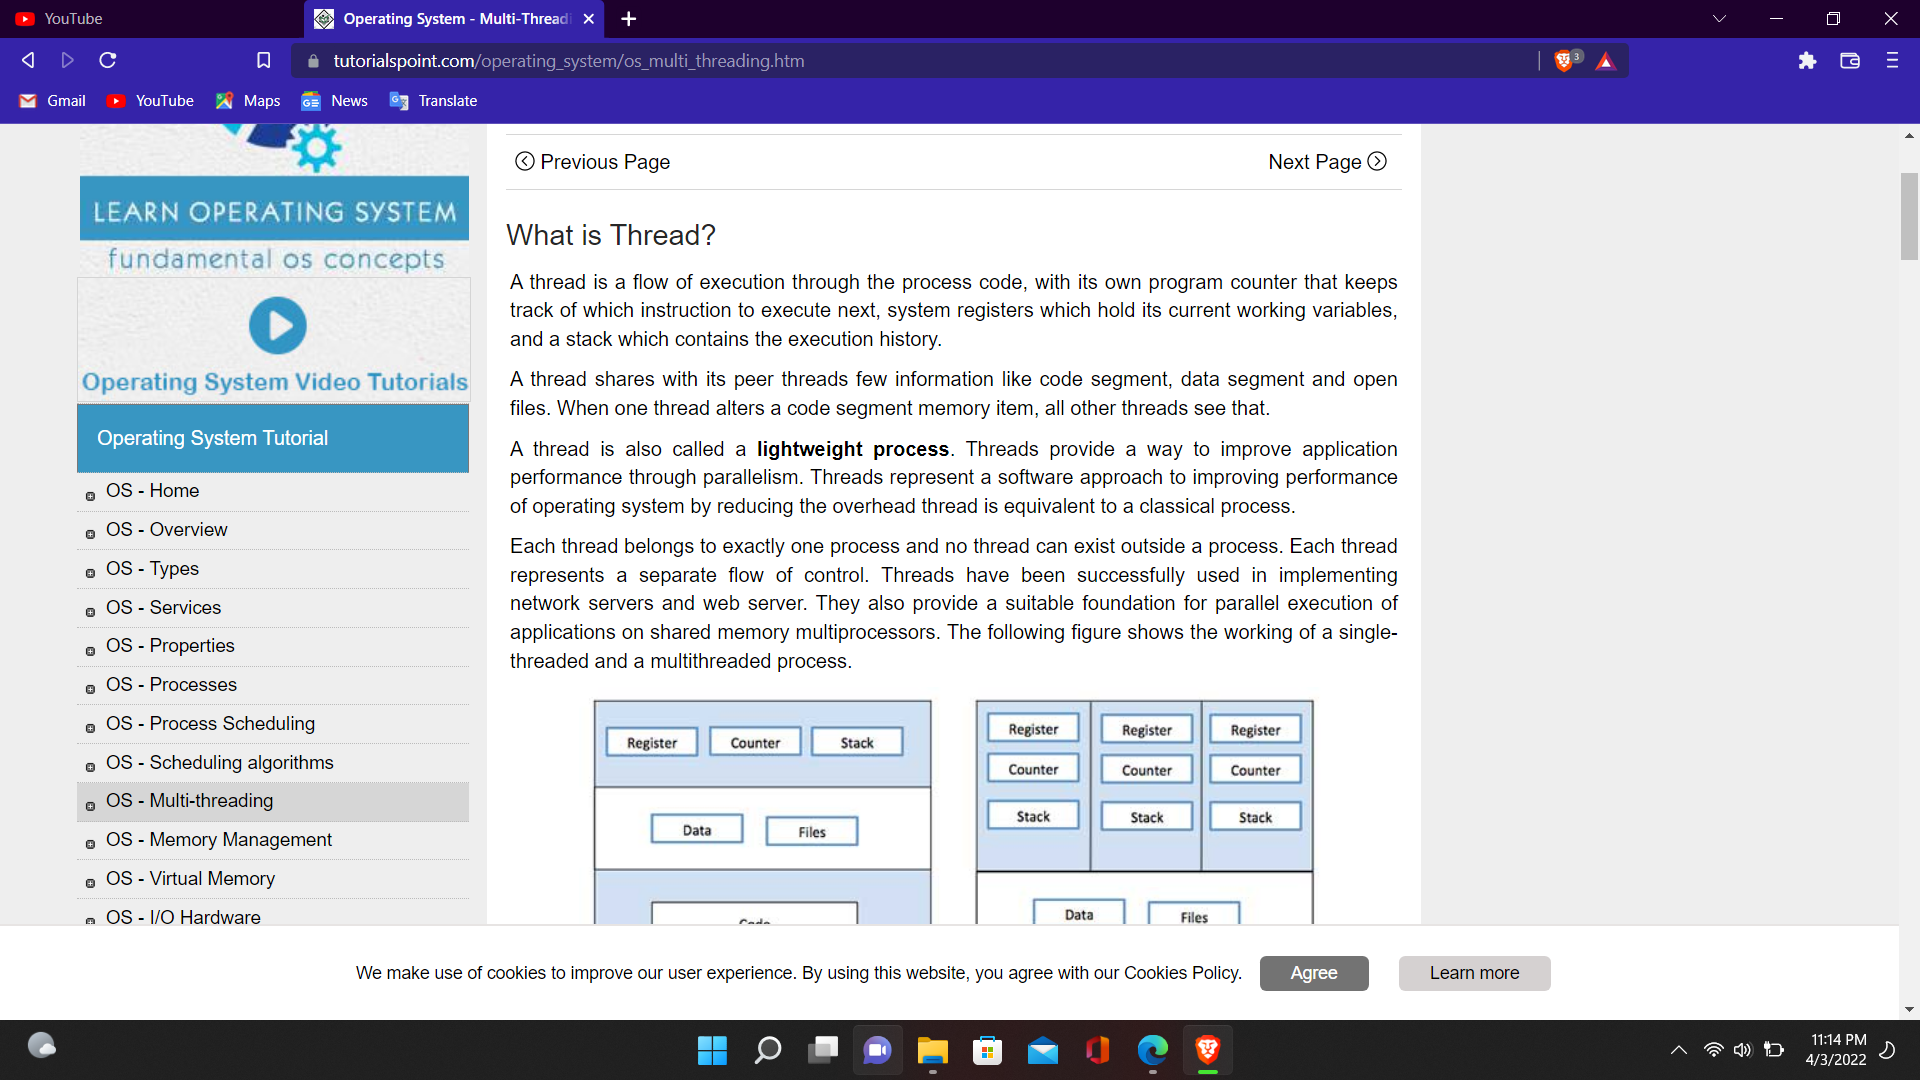 YouTube
Operating System - Multi-Threadi
tutorialspoint.com/operating_system/os_multi_threading.htm
3
Gmail
YouTube
Maps
News
Translate
LEARN OPERATING SYSTEM
fundamental os concepts
Operating System Video Tutorials
Operating System Tutorial
OS - Home
OS - Overview
OS - Types
OS - Services
OS - Properties
OS - Processes
OS - Process Scheduling
OS - Scheduling algorithms
OS - Multi-threading
OS - Memory Management
OS - Virtual Memory
OS - I/O Hardware
Previous Page
Next Page
What is Thread?
A thread is a flow of execution through the process code, with its own program counter that keeps
track of which instruction to execute next, system registers which hold its current working variables,
and a stack which contains the execution history.
A thread shares with its peer threads few information like code segment, data segment and open
files. When one thread alters a code segment memory item, all other threads see that.
A thread is also called a lightweight process. Threads provide a way to improve application
performance through parallelism. Threads represent a software approach to improving performance
of operating system by reducing the overhead thread is equivalent to a classical process.
Each thread belongs to exactly one process and no thread can exist outside a process. Each thread
represents a separate flow of control. Threads have been successfully used in implementing
network servers and web server. They also provide a suitable foundation for parallel execution of
applications on shared memory multiprocessors. The following figure shows the working of a single-
threaded and a multithreaded process.
Register Counter Stack
Data Files
Code
Register Register Register
Counter Counter Counter
Stack Stack Stack
Data Files
We make use of cookies to improve our user experience. By using this website, you agree with our Cookies Policy.
Agree
Learn more
11:14 PM
4/3/2022